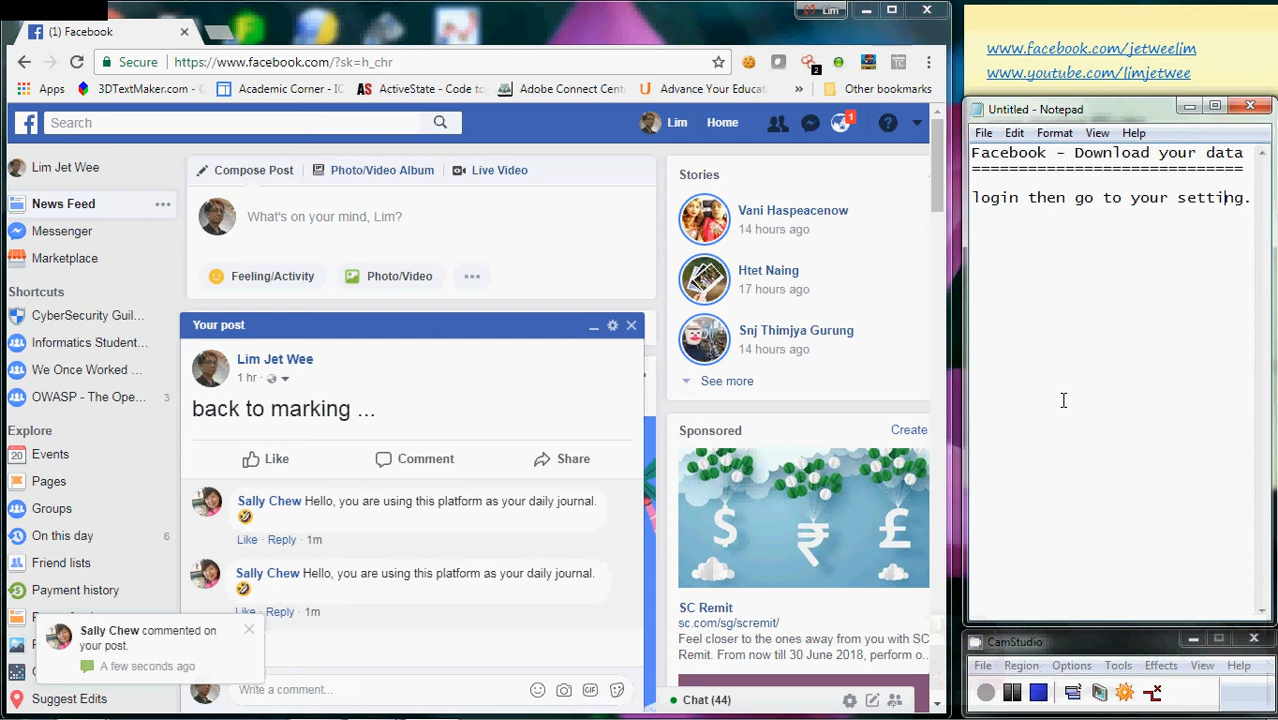 Lim
(1) Facebook
Secure https://www.facebook.com/?sk=h_chr
2
TC
Apps 3DTextMaker.com - Academic Corner - IC AS ActiveState - Code to Adobe Connect Cent Advance Your Educat » Other bookmarks
Search
Lim Home 1
Lim Jet Wee
News Feed
Messenger
Marketplace
Shortcuts
CyberSecurity Guil...
Informatics Student...
We Once Worked ...
OWASP - The Ope... 3
Explore
20 Events
Pages
Groups
On this day 6
Friend lists
Payment history
Suggest Edits
Compose Post Photo/Video Album Live Video
What's on your mind, Lim?
Feeling/Activity Photo/Video
Your post
Lim Jet Wee
1 hr
back to marking ...
Like Comment Share
Sally Chew Hello, you are using this platform as your daily journal.
Like Reply 1m
Sally Chew Hello, you are using this platform as your daily journal.
Like Reply 1m
Write a comment...
GIF
Sally Chew commented on
your post.
A few seconds ago
Stories
Vani Haspeacenow
14 hours ago
Htet Naing
17 hours ago
Snj Thimjya Gurung
14 hours ago
See more
Sponsored Create
$ ₹ £
SC Remit
sc.com/sg/scremit/
Feel closer to the ones away from you with SC
Remit. From now till 30 June 2018, perform o...
Chat (44)
www.facebook.com/jetweelim
www.youtube.com/limjetwee
Untitled - Notepad
File Edit Format View Help
Facebook - Download your data
=============================
login then go to your setting.
CamStudio
File Region Options Tools Effects View Help